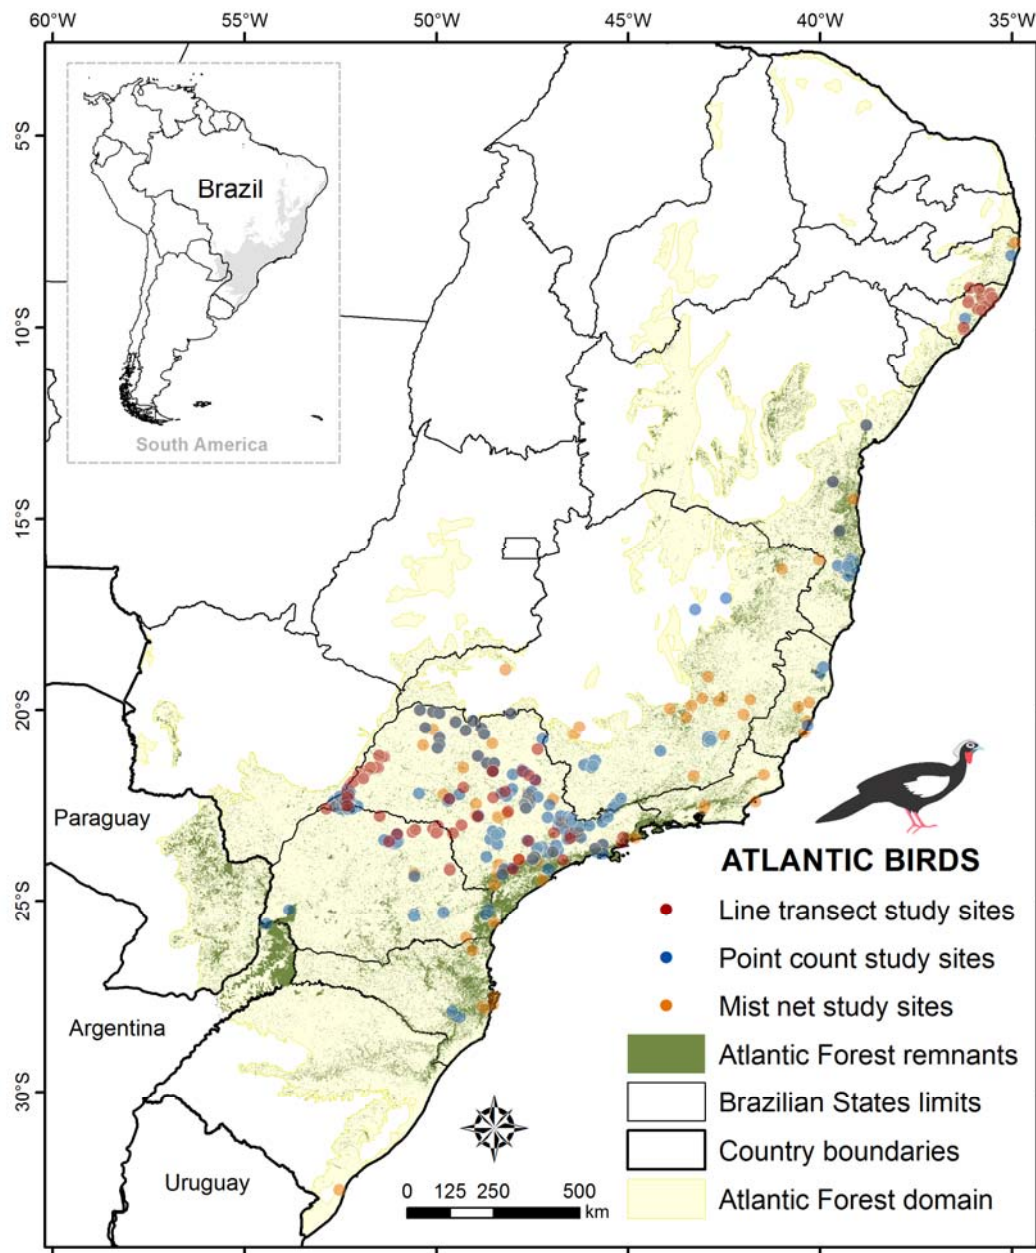 60°W 55°W 50°W 45°W 40°W 35°W
5°S
10°S
15°S
20°S
25°S
30°S
Brazil
South America
Paraguay
Argentina
Uruguay
ATLANTIC BIRDS
Line transect study sites
Point count study sites
Mist net study sites
Atlantic Forest remnants
Brazilian States limits
Country boundaries
Atlantic Forest domain
0 125 250 500
km